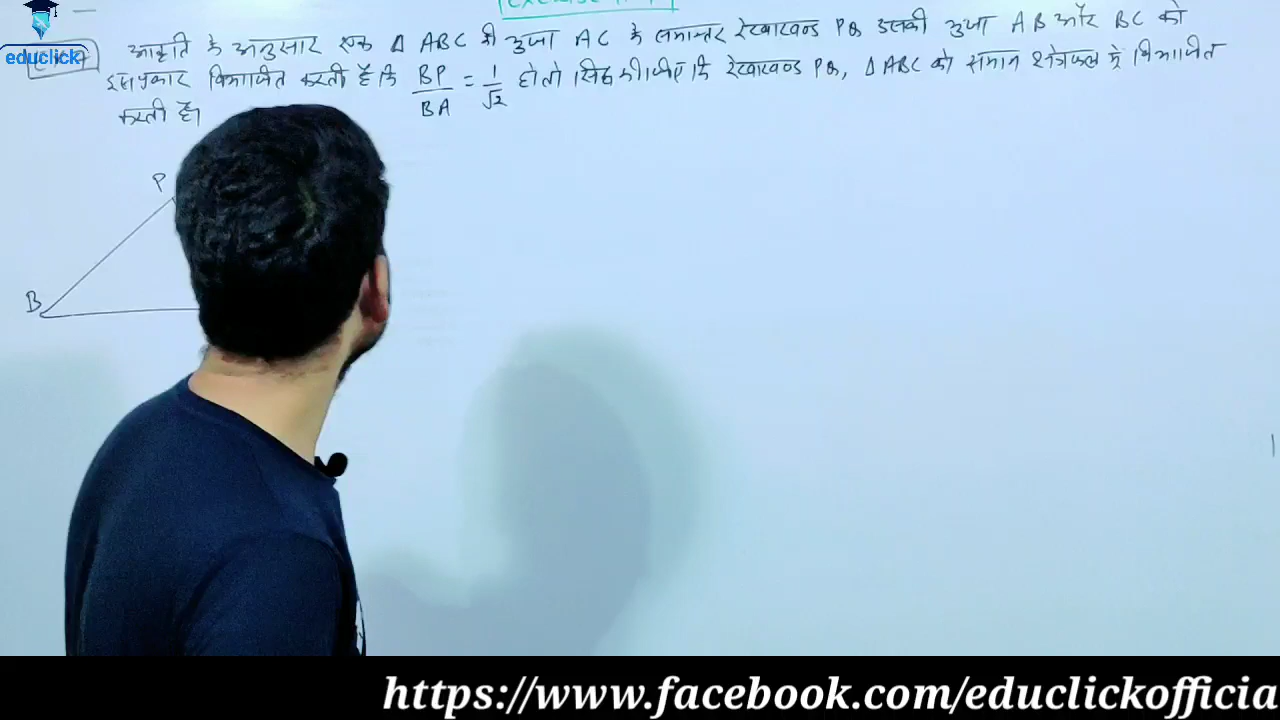 educlick
आकृति के अनुसार एक Δ ABC की भुजा AC के समान्तर रेखाखण्ड PQ उसकी भुजा AB और BC को
इसप्रकार विभाजित करती है कि BP/BA = 1/√2 हो तो सिद्ध कीजिए कि रेखाखण्ड PQ, ΔABC को समान क्षेत्रफल में विभाजित
करती है।
P
B
https://www.facebook.com/educlickofficia